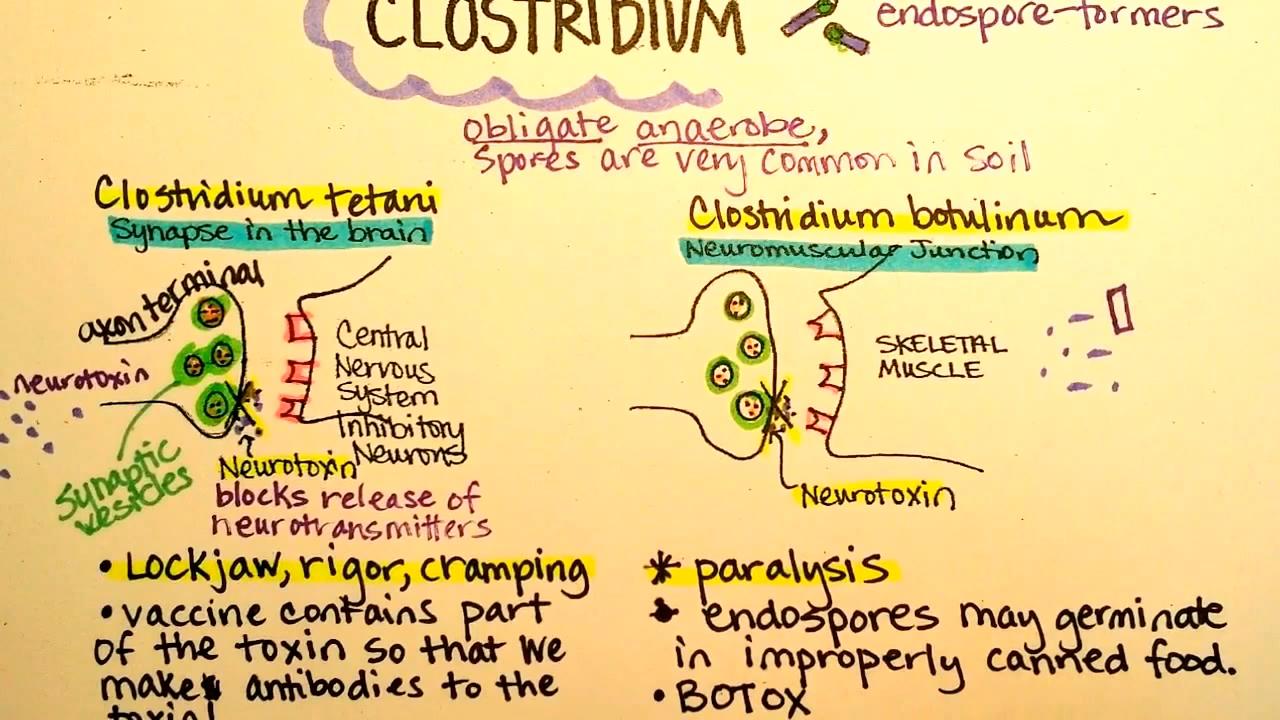 CLOSTRIDIUM
endospore-formers
obligate anaerobe,
Spores are very common in soil
Clostridium tetani
Synapse in the brain
axon terminal
neurotoxin
Synaptic
vesicles
Central
Nervous
System
Inhibitory
Neurons
Neurotoxin
blocks release of
neurotransmitters
• Lockjaw, rigor, cramping
• vaccine contains part
of the toxin so that we
make antibodies to the
toxin!
Clostridium botulinum
Neuromuscular Junction
SKELETAL
MUSCLE
Neurotoxin
* paralysis
• endospores may germinate
in improperly canned food.
• BOTOX